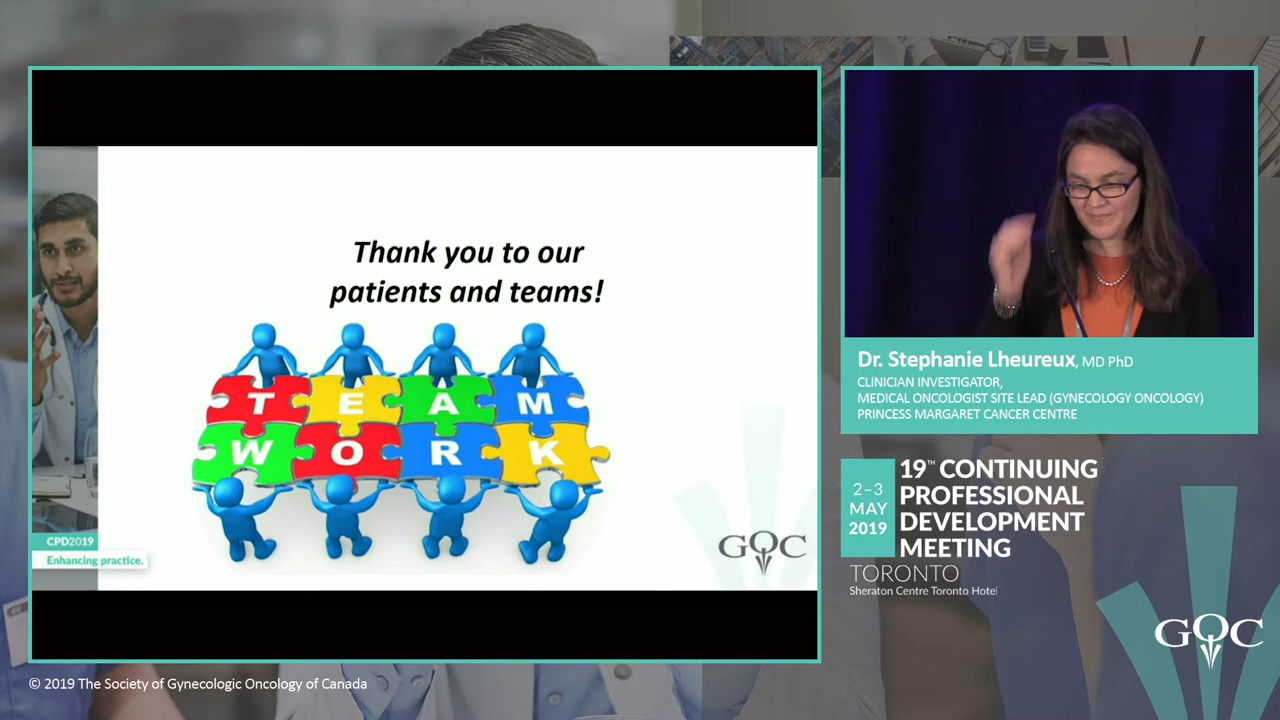 Thank you to our
patients and teams!
TEAM
WORK
CPD2019
Enhancing practice.
GOC
Dr. Stephanie Lheureux, MD PhD
CLINICIAN INVESTIGATOR,
MEDICAL ONCOLOGIST SITE LEAD (GYNECOLOGY ONCOLOGY)
PRINCESS MARGARET CANCER CENTRE
2–3
MAY
2019
19TH CONTINUING
PROFESSIONAL
DEVELOPMENT
MEETING
TORONTO
Sheraton Centre Toronto Hotel
GOC
© 2019 The Society of Gynecologic Oncology of Canada